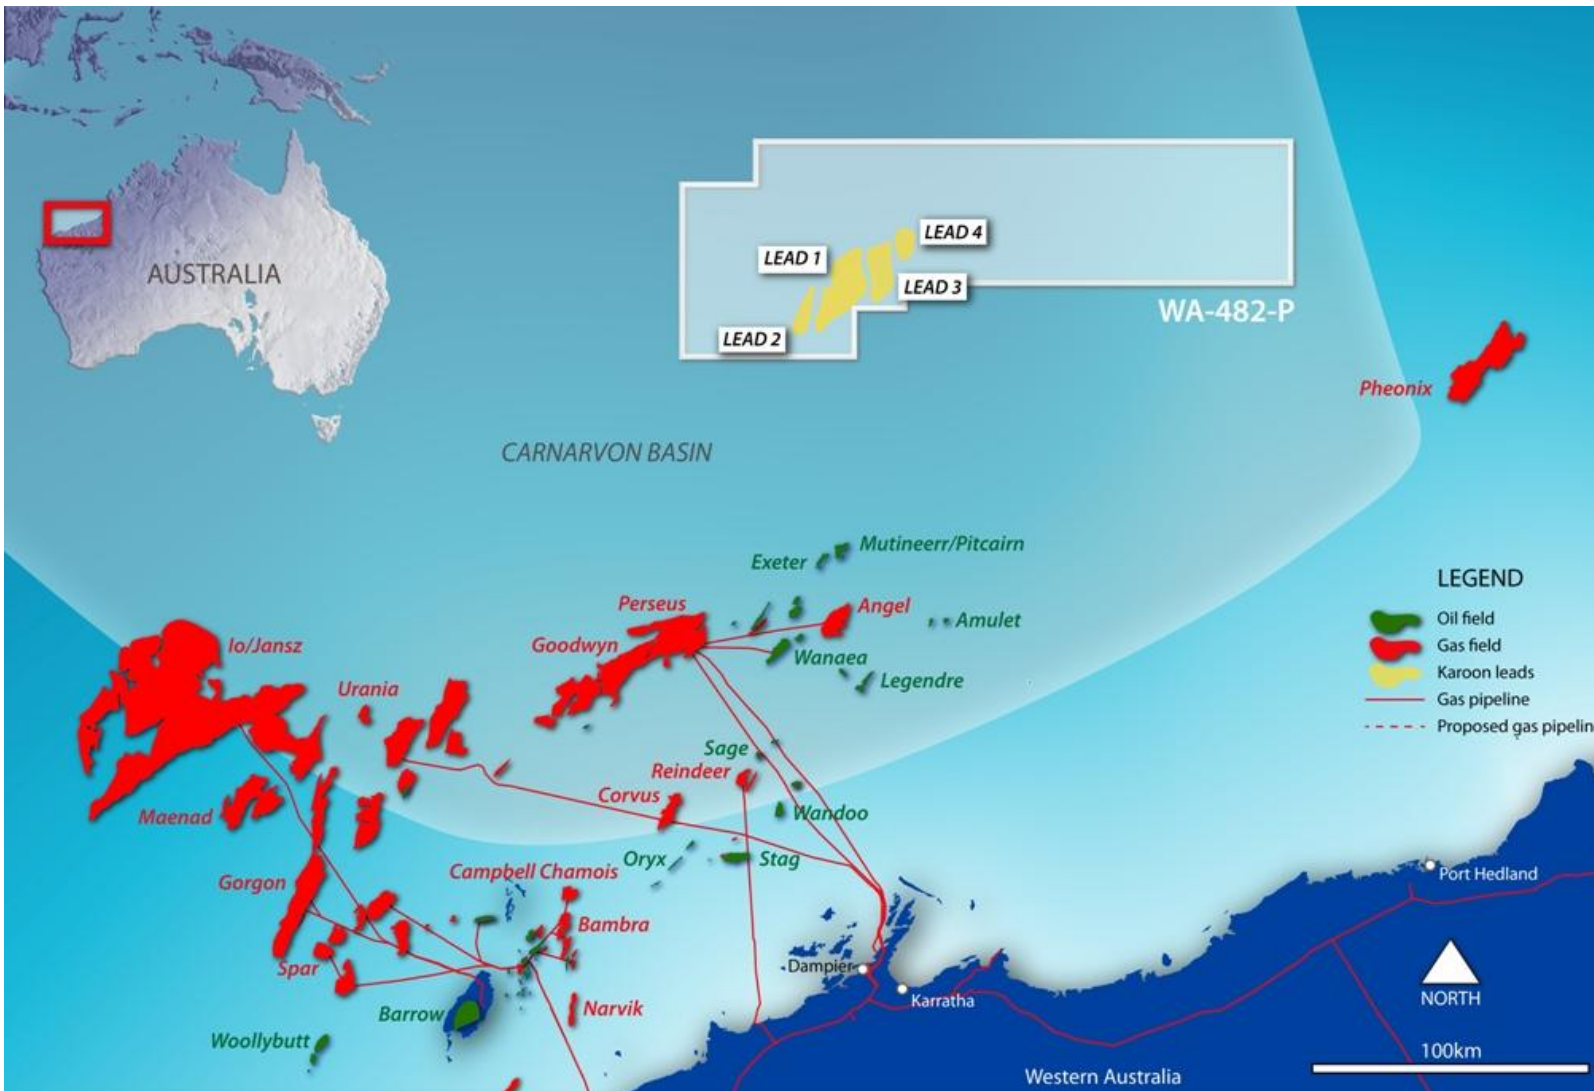 AUSTRALIA
LEAD 4
LEAD 1
LEAD 3
LEAD 2
WA-482-P
Pheonix
CARNARVON BASIN
Mutineerr/Pitcairn
Exeter
Perseus
Angel
Amulet
Goodwyn
Wanaea
Legendre
Io/Jansz
Urania
Sage
Reindeer
Corvus
Wandoo
Maenad
Oryx
Stag
Campbell Chamois
Gorgon
Bambra
Spar
Narvik
Barrow
Woollybutt
LEGEND
Oil field
Gas field
Karoon leads
Gas pipeline
Proposed gas pipelin
Port Hedland
Dampier
Karratha
NORTH
100km
Western Australia